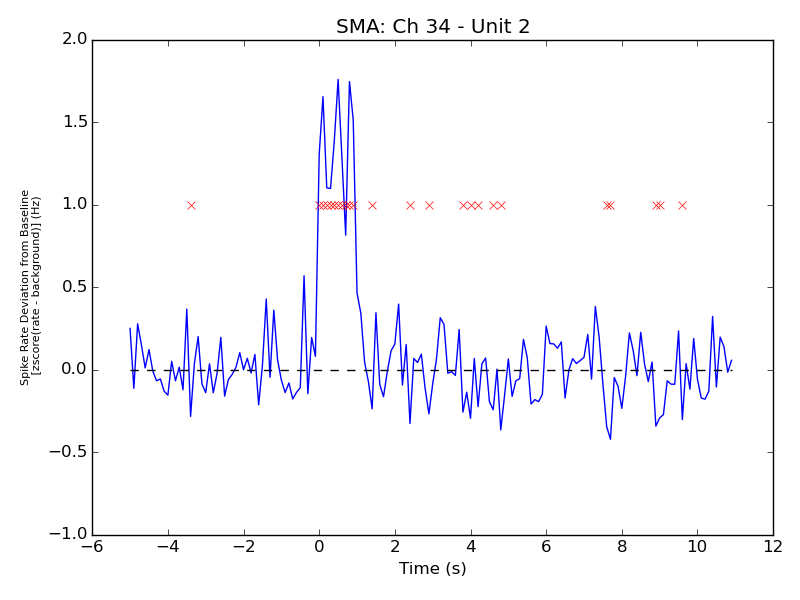 SMA: Ch 34 - Unit 2
2.0
1.5
1.0
0.5
0.0
−0.5
−1.0
Spike Rate Deviation from Baseline
[zscore(rate - background)] (Hz)
−6 −4 −2 0 2 4 6 8 10 12
Time (s)